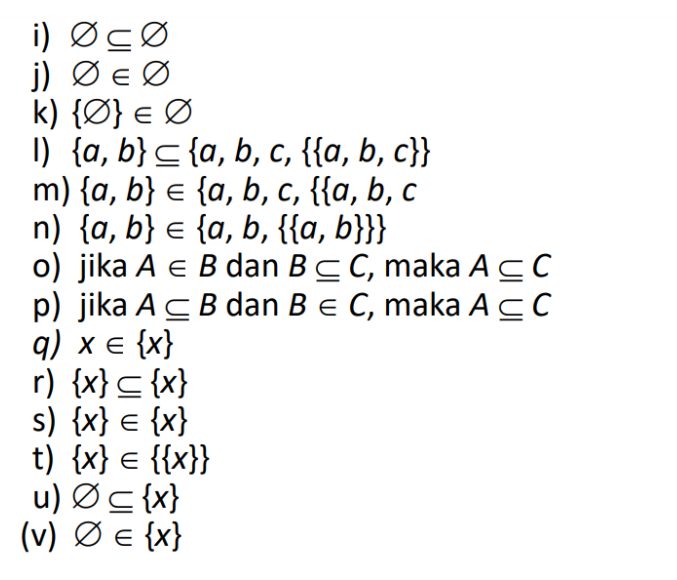 i) ∅ ⊆ ∅
j) ∅ ∈ ∅
k) {∅} ∈ ∅
l) {a, b} ⊆ {a, b, c, {{a, b, c}}
m) {a, b} ∈ {a, b, c, {{a, b, c
n) {a, b} ∈ {a, b, {{a, b}}}
o) jika A ∈ B dan B ⊆ C, maka A ⊆ C
p) jika A ⊆ B dan B ∈ C, maka A ⊆ C
q) x ∈ {x}
r) {x} ⊆ {x}
s) {x} ∈ {x}
t) {x} ∈ {{x}}
u) ∅ ⊆ {x}
(v) ∅ ∈ {x}